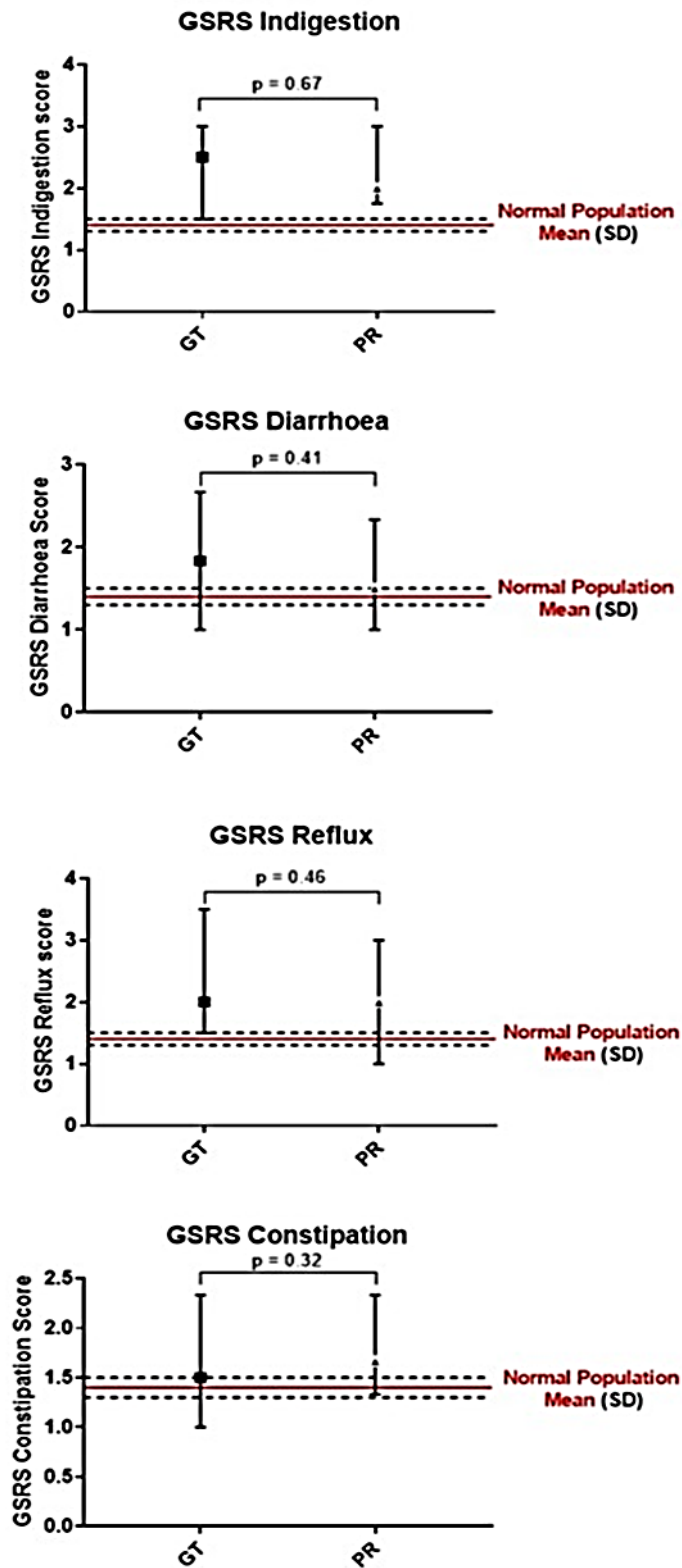 GSRS Indigestion
p = 0.67
GSRS Indigestion score
4
3
2
1
0
Normal Population
Mean (SD)
GT
PR
GSRS Diarrhoea
p = 0.41
GSRS Diarrhoea Score
3
2
1
0
Normal Population
Mean (SD)
GT
PR
GSRS Reflux
p = 0.46
GSRS Reflux score
4
3
2
1
0
Normal Population
Mean (SD)
GT
PR
GSRS Constipation
p = 0.32
GSRS Constipation Score
2.5
2.0
1.5
1.0
0.5
0.0
Normal Population
Mean (SD)
GT
PR